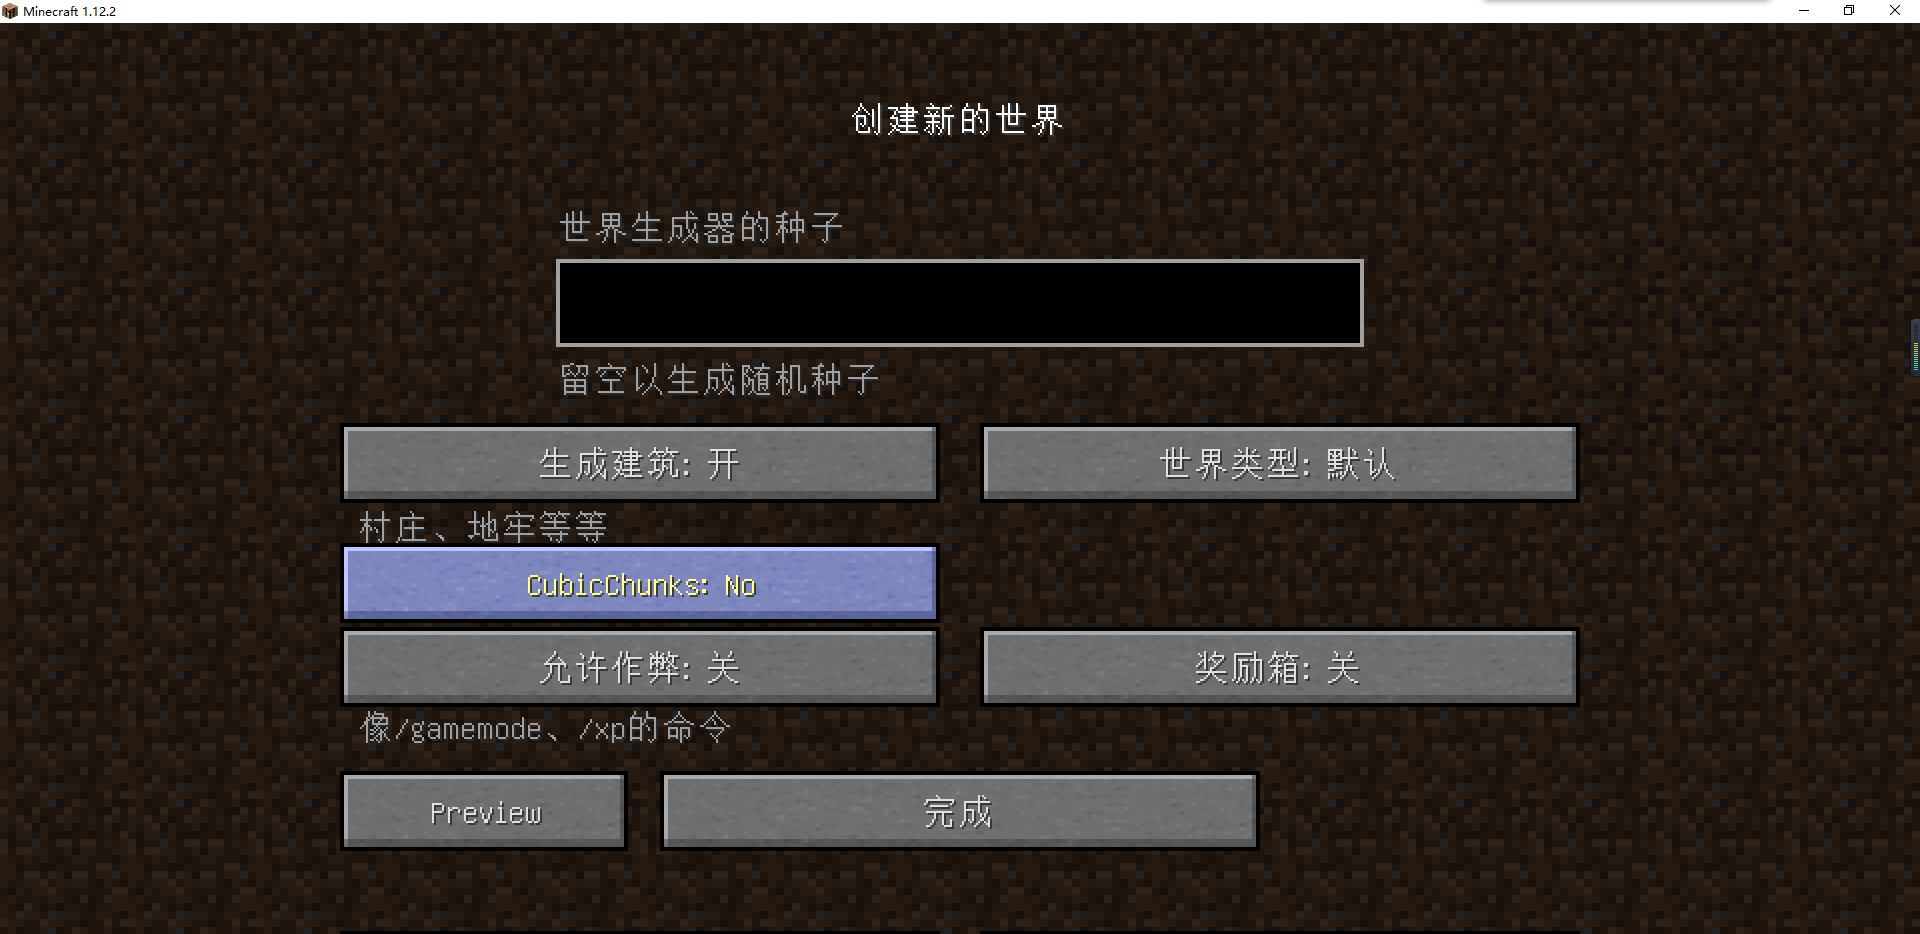 Minecraft 1.12.2
创建新的世界
世界生成器的种子
留空以生成随机种子
生成建筑: 开
世界类型: 默认
村庄、地牢等等
CubicChunks: No
允许作弊: 关
奖励箱: 关
像/gamemode、/xp的命令
Preview
完成